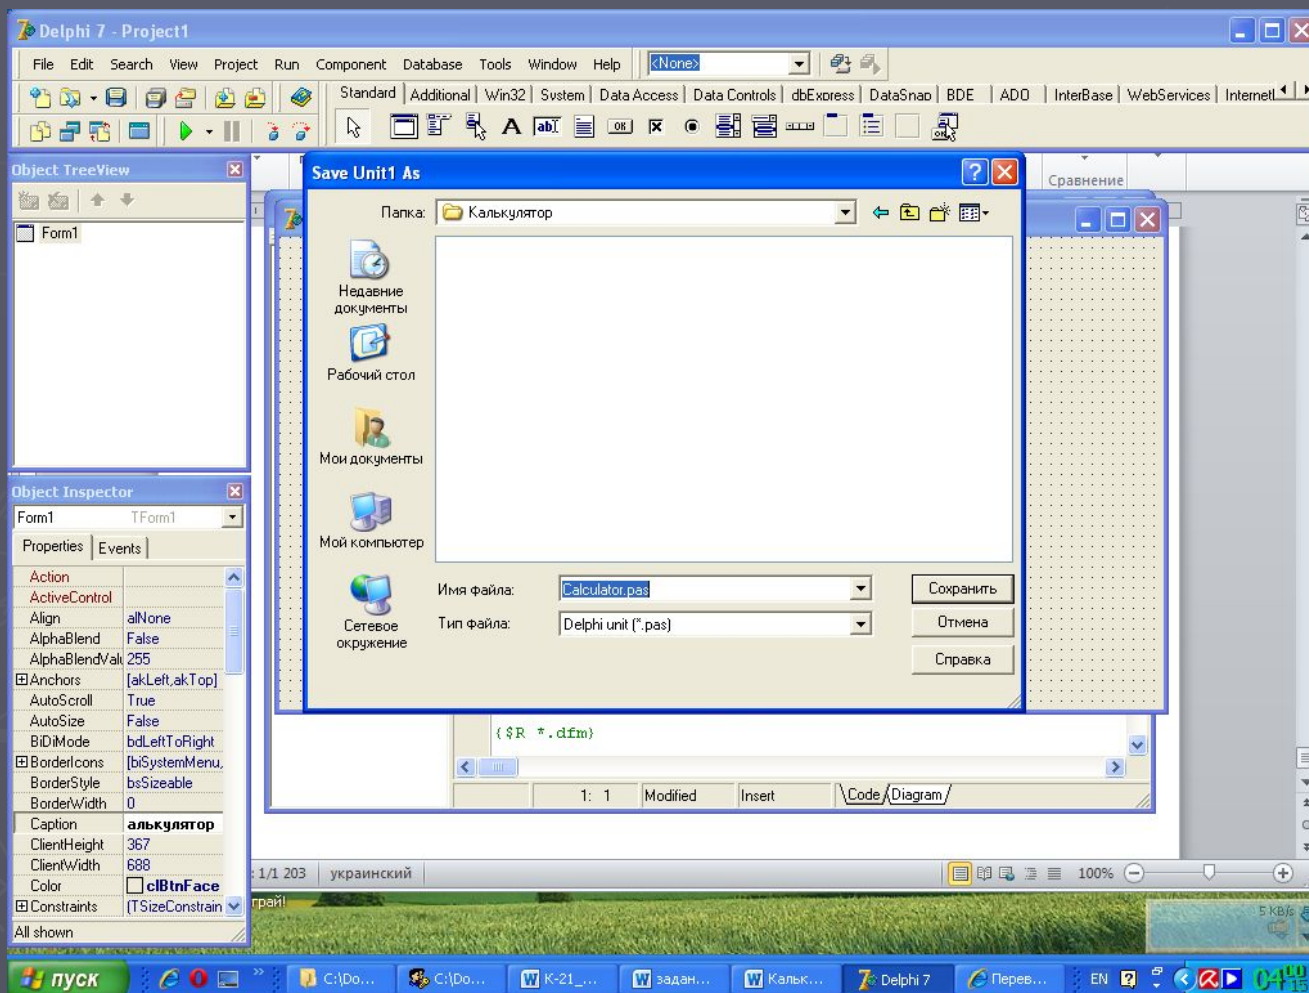 Delphi 7 - Project1
File Edit Search View Project Run Component Database Tools Window Help <None>
Standard Additional Win32 System Data Access Data Controls dbExpress DataSnap BDE ADO InterBase WebServices
Object TreeView
Form1
Сравнение
Save Unit1 As
Папка: Калькулятор
Недавние документы
Рабочий стол
Мои документы
Мой компьютер
Сетевое окружение
Имя файла: Calculator.pas Сохранить
Тип файла: Delphi unit (*.pas) Отмена
Справка
Object Inspector
Form1 TForm1
Properties Events
Action
ActiveControl
Align alNone
AlphaBlend False
AlphaBlendValu 255
Anchors [akLeft,akTop]
AutoScroll True
AutoSize False
BiDiMode bdLeftToRight
BorderIcons [biSystemMenu,
BorderStyle bsSizeable
BorderWidth 0
Caption алькулятор
ClientHeight 367
ClientWidth 688
Color clBtnFace
Constraints (TSizeConstrain
All shown
{$R *.dfm}
1: 1 Modified Insert Code Diagram
: 1/1 203 украинский 100%
грай!
5 KB/s
пуск C:\Do... C:\Do... К-21_... задан... Кальк... Delphi 7 Перев... EN